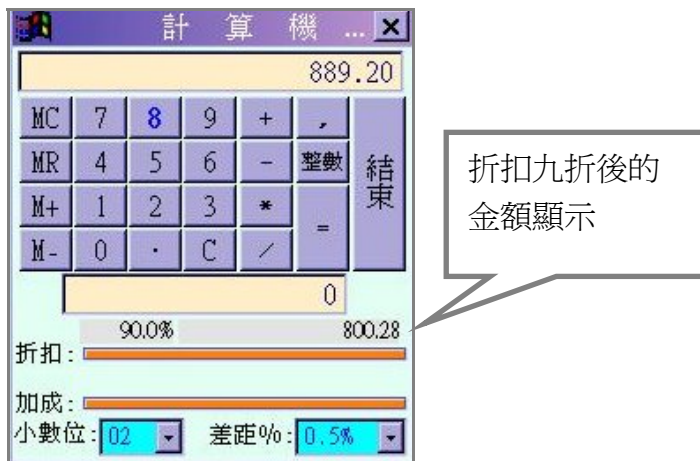 計 算 機 ...
889.20
MC 7 8 9 + , 結束
MR 4 5 6 - 整數
M+ 1 2 3 * =
M- 0 · C /
0
90.0% 800.28
折扣:
加成:
小數位: 02 差距%: 0.5%
折扣九折後的
金額顯示